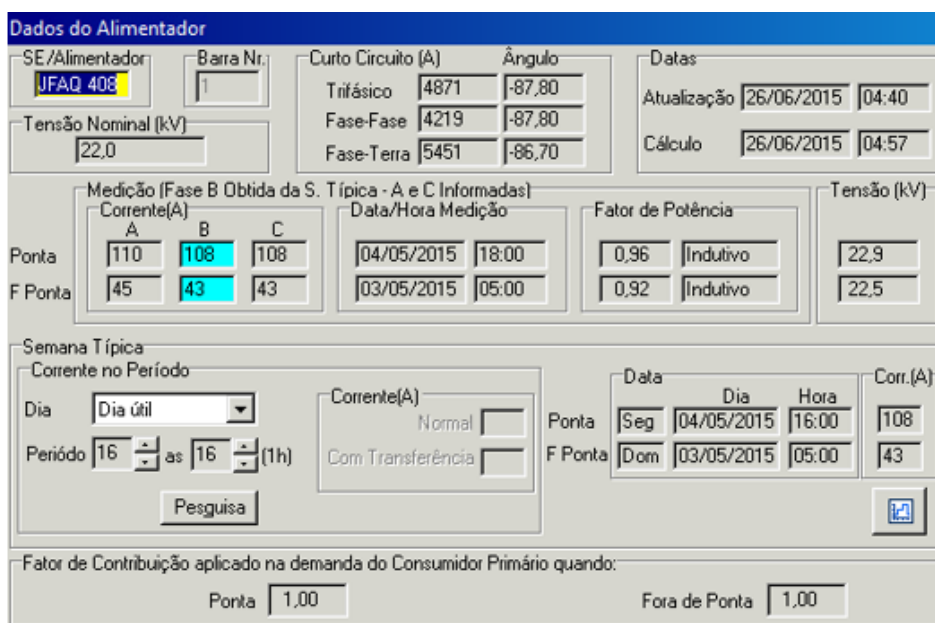 Dados do Alimentador
SE/Alimentador Barra Nr. Curto Circuito (A) Ângulo Datas
JFAQ 408 1 Trifásico 4871 -87,80 Atualização 26/06/2015 04:40
Tensão Nominal (kV) Fase-Fase 4219 -87,80
22,0 Fase-Terra 5451 -86,70 Cálculo 26/06/2015 04:57
Medição (Fase B Obtida da S. Típica - A e C Informadas) Tensão (kV)
Corrente(A) Data/Hora Medição Fator de Potência
A B C
Ponta 110 108 108 04/05/2015 18:00 0,96 Indutivo 22,9
F Ponta 45 43 43 03/05/2015 05:00 0,92 Indutivo 22,5
Semana Típica
Corrente no Período Data Corr.(A)
Dia Dia útil Corrente(A) Dia Hora
Normal Ponta Seg 04/05/2015 16:00 108
Periódo 16 as 16 (1h) Com Transferência F Ponta Dom 03/05/2015 05:00 43
Pesguisa
Fator de Contribuição aplicado na demanda do Consumidor Primário quando:
Ponta 1,00 Fora de Ponta 1,00